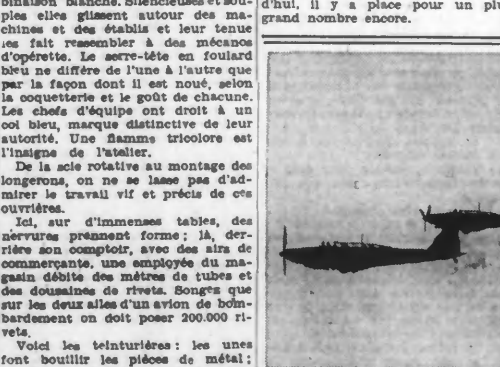 binaison blanche. Silencieuses et sou-
ples elles glissent autour des ma-
chines et des établis et leur tenue
les fait ressembler à des mécanos
d'opérette. Le serre-tête en foulard
bleu ne diffère de l'une à l'autre que
par la façon dont il est noué, selon
la coquetterie et le goût de chacune.
Les chefs d'équipe ont droit à un
col bleu, marque distinctive de leur
autorité. Une flamme tricolore est
l'insigne de l'atelier.
De la scie rotative au montage des
longerons, on ne se lasse pas d'ad-
mirer le travail vif et précis de ces
ouvrières.
Ici, sur d'immenses tables, des
nervures prennent forme ; là, der-
rière son comptoir, avec des airs de
commerçante, une employée du ma-
gasin débite des mètres de tubes et
des douzaines de rivets. Songez que
sur les deux ailes d'un avion de bom-
bardement on doit poser 200.000 ri-
vets.
Voici les teinturières : les unes
font bouillir les pièces de métal ;
d'hui, il y a place pour un plu
grand nombre encore.